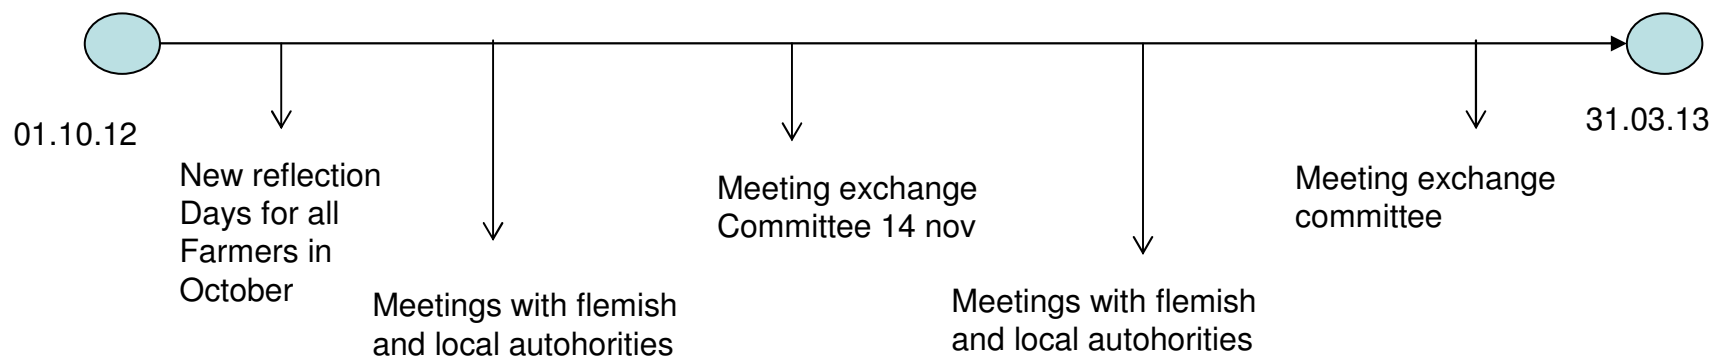 01.10.12
New reflection
Days for all
Farmers in
October
Meetings with flemish
and local autohorities
Meeting exchange
Committee 14 nov
Meetings with flemish
and local autohorities
Meeting exchange
committee
31.03.13